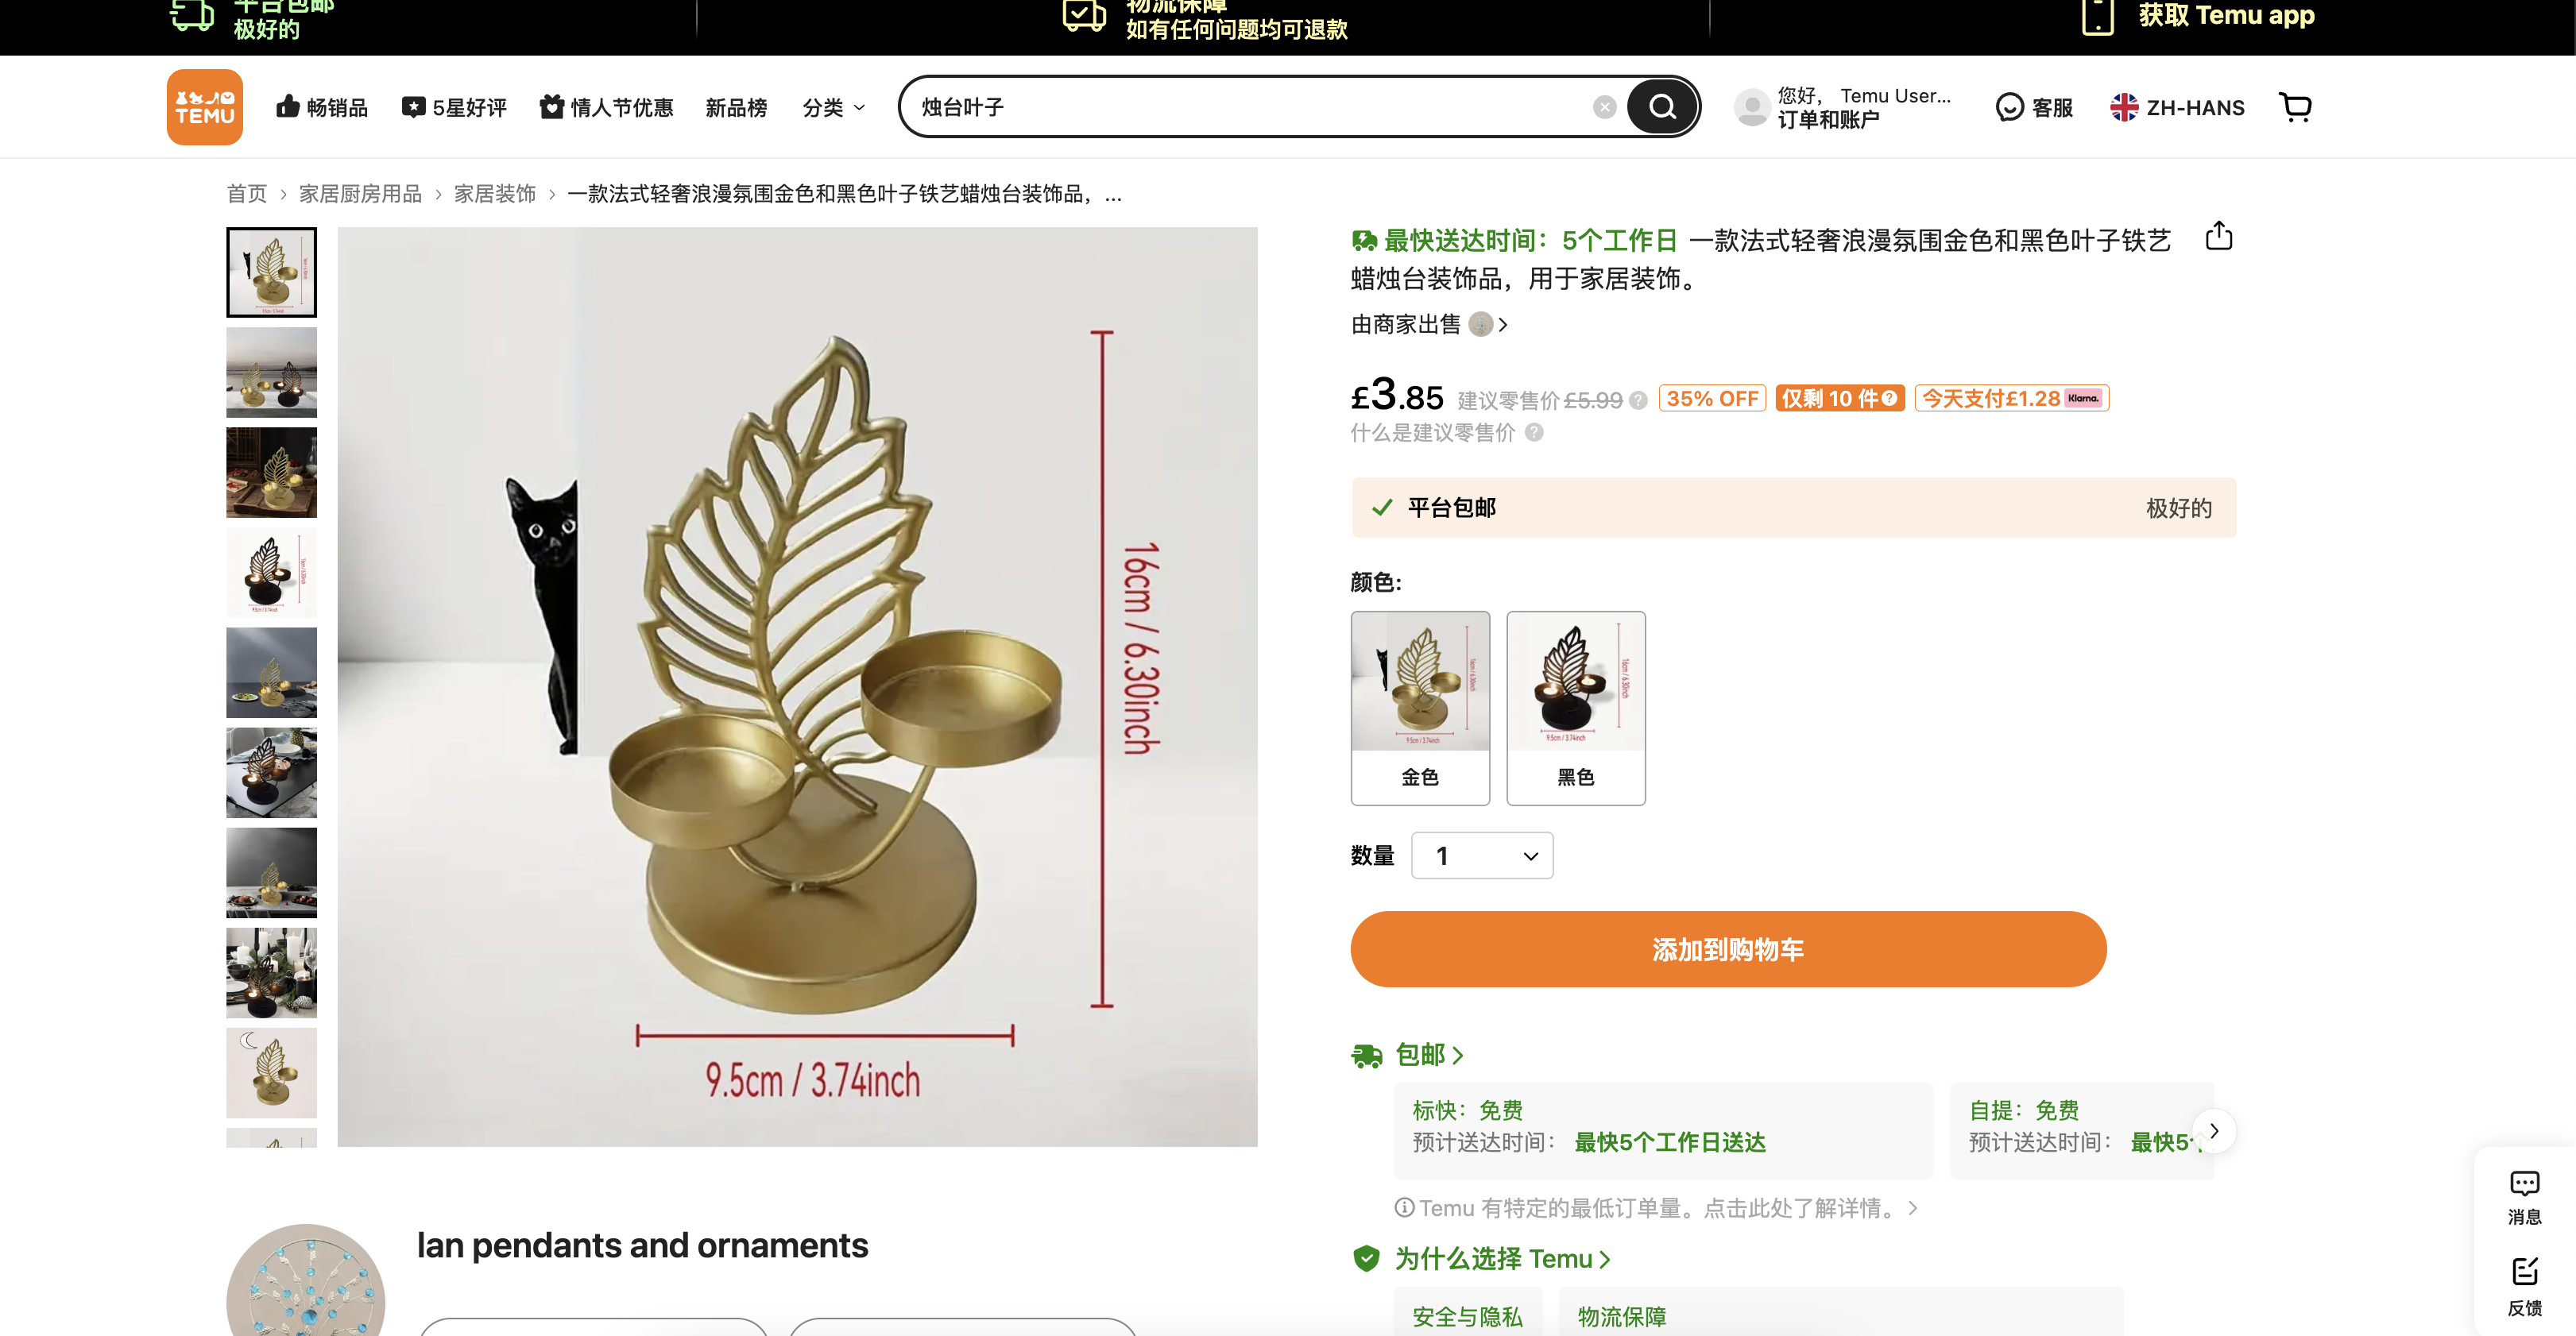 平台包邮
极好的
物流保障
如有任何问题均可退款
获取 Temu app
TEMU
畅销品
5星好评
情人节优惠
新品榜
分类
烛台叶子
您好， Temu User...
订单和账户
客服
ZH-HANS
首页 › 家居厨房用品 › 家居装饰 › 一款法式轻奢浪漫氛围金色和黑色叶子铁艺蜡烛台装饰品，...
16cm / 6.30inch
9.5cm / 3.74inch
最快送达时间：5个工作日 一款法式轻奢浪漫氛围金色和黑色叶子铁艺
蜡烛台装饰品，用于家居装饰。
由商家出售
£3.85 建议零售价£5.99 35% OFF 仅剩 10 件 今天支付£1.28 Klarna.
什么是建议零售价
平台包邮
极好的
颜色:
16cm / 6.30inch
9.5cm / 3.74inch
金色
16cm / 6.30inch
9.5cm / 3.74inch
黑色
数量 1
添加到购物车
包邮
标快：免费
预计送达时间： 最快5个工作日送达
自提：免费
预计送达时间： 最快5
Temu 有特定的最低订单量。点击此处了解详情。
为什么选择 Temu
安全与隐私
物流保障
lan pendants and ornaments
消息
反馈